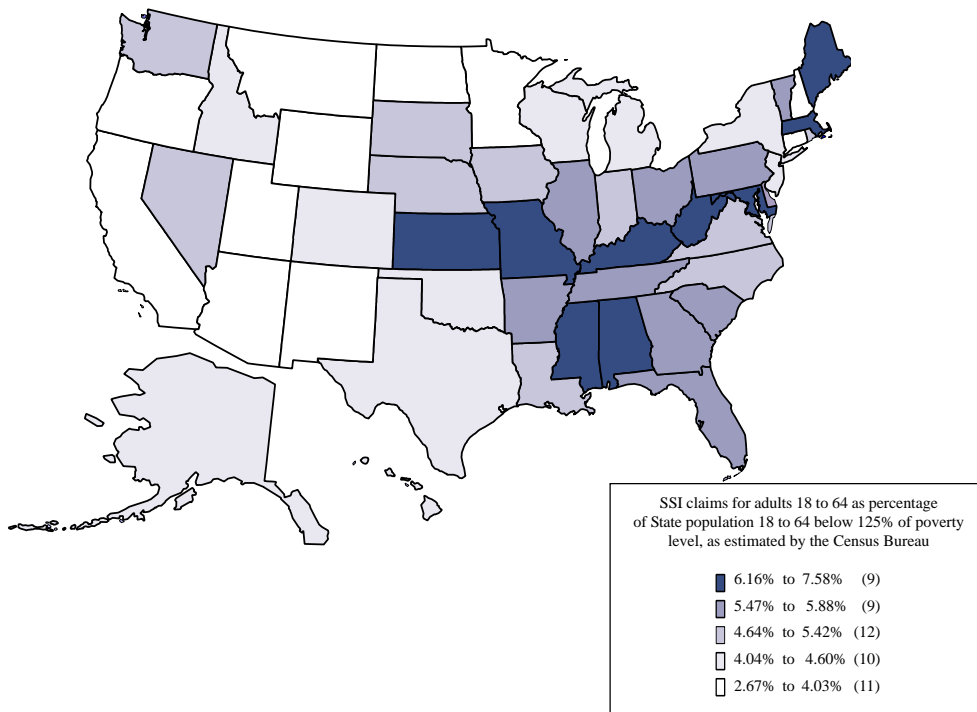 SSI claims for adults 18 to 64 as percentage
of State population 18 to 64 below 125% of poverty
level, as estimated by the Census Bureau
6.16% to 7.58% (9)
5.47% to 5.88% (9)
4.64% to 5.42% (12)
4.04% to 4.60% (10)
2.67% to 4.03% (11)